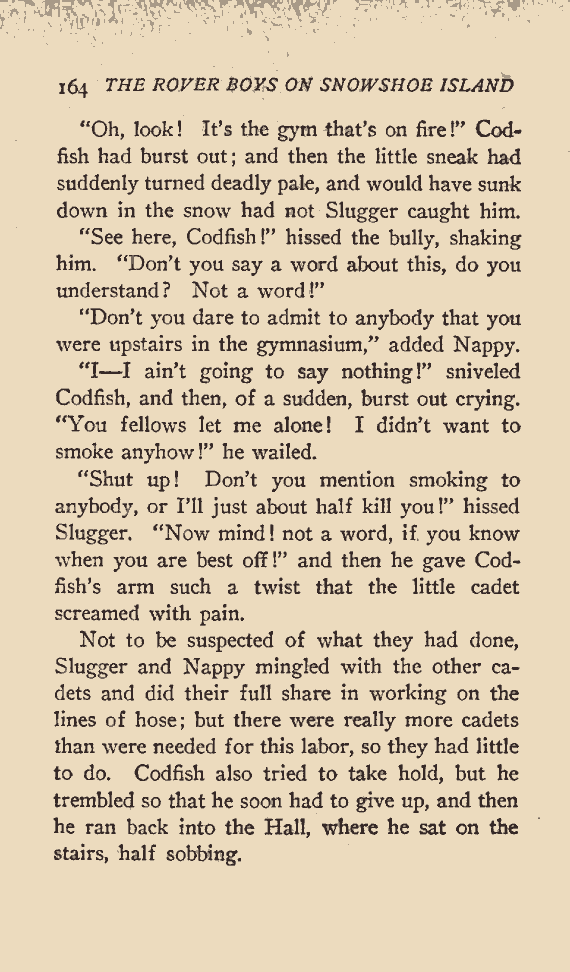 164 THE ROVER BOYS ON SNOWSHOE ISLAND
"Oh, look! It's the gym that's on fire!" Cod-
fish had burst out; and then the little sneak had
suddenly turned deadly pale, and would have sunk
down in the snow had not Slugger caught him.
"See here, Codfish!" hissed the bully, shaking
him. "Don't you say a word about this, do you
understand? Not a word!"
"Don't you dare to admit to anybody that you
were upstairs in the gymnasium," added Nappy.
"I—I ain't going to say nothing!" sniveled
Codfish, and then, of a sudden, burst out crying.
"You fellows let me alone! I didn't want to
smoke anyhow!" he wailed.
"Shut up! Don't you mention smoking to
anybody, or I'll just about half kill you!" hissed
Slugger. "Now mind! not a word, if you know
when you are best off!" and then he gave Cod-
fish's arm such a twist that the little cadet
screamed with pain.
Not to be suspected of what they had done,
Slugger and Nappy mingled with the other ca-
dets and did their full share in working on the
lines of hose; but there were really more cadets
than were needed for this labor, so they had little
to do. Codfish also tried to take hold, but he
trembled so that he soon had to give up, and then
he ran back into the Hall, where he sat on the
stairs, half sobbing.